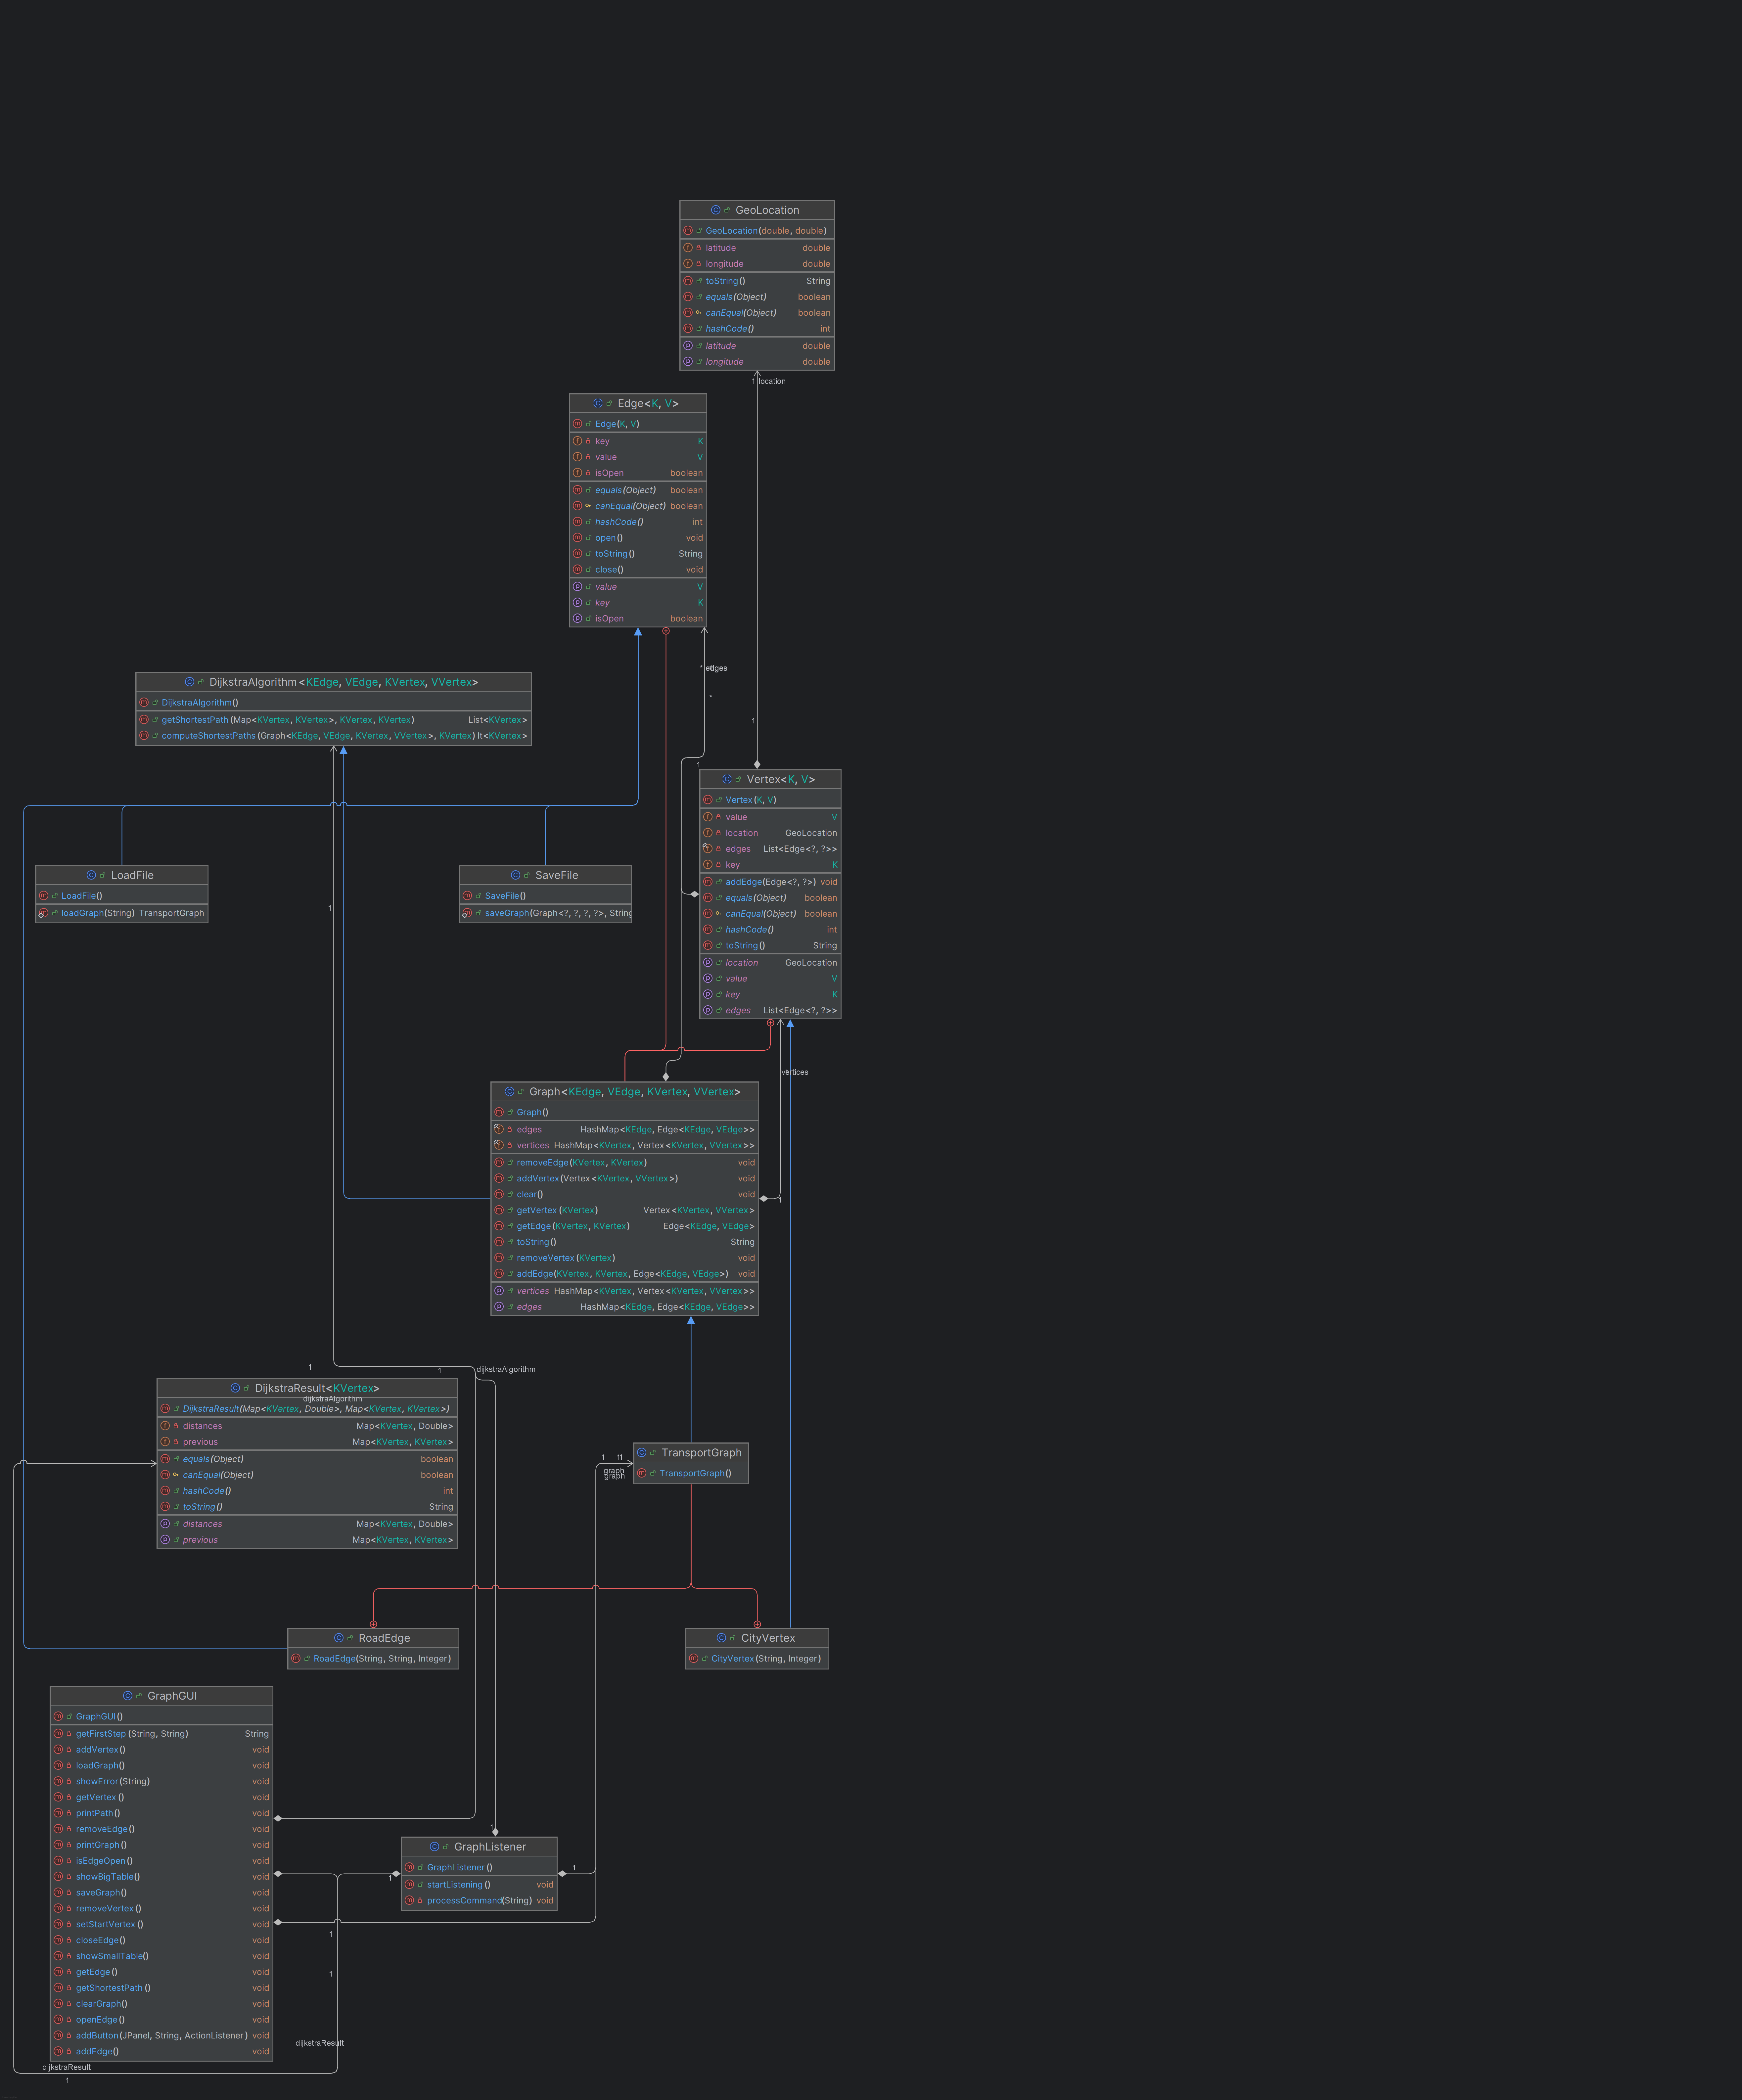 GeoLocation
GeoLocation(double, double)
latitude double
longitude double
toString() String
equals(Object) boolean
canEqual(Object) boolean
hashCode() int
latitude double
longitude double
1 location
Edge<K, V>
Edge(K, V)
key K
value V
isOpen boolean
equals(Object) boolean
canEqual(Object) boolean
hashCode() int
open() void
toString() String
close() void
value V
key K
isOpen boolean
* edges
*
1
1
DijkstraAlgorithm<KEdge, VEdge, KVertex, VVertex>
DijkstraAlgorithm()
getShortestPath(Map<KVertex, KVertex>, KVertex, KVertex) List<KVertex>
computeShortestPaths(Graph<KEdge, VEdge, KVertex, VVertex>, KVertex) lt<KVertex>
Vertex<K, V>
Vertex(K, V)
value V
location GeoLocation
edges List<Edge<?, ?>>
key K
addEdge(Edge<?, ?>) void
equals(Object) boolean
canEqual(Object) boolean
hashCode() int
toString() String
location GeoLocation
value V
key K
edges List<Edge<?, ?>>
LoadFile
LoadFile()
loadGraph(String) TransportGraph
SaveFile
SaveFile()
saveGraph(Graph<?, ?, ?, ?>, String
1
vertices
Graph<KEdge, VEdge, KVertex, VVertex>
Graph()
edges HashMap<KEdge, Edge<KEdge, VEdge>>
vertices HashMap<KVertex, Vertex<KVertex, VVertex>>
removeEdge(KVertex, KVertex) void
addVertex(Vertex<KVertex, VVertex>) void
clear() void
getVertex(KVertex) Vertex<KVertex, VVertex>
getEdge(KVertex, KVertex) Edge<KEdge, VEdge>
toString() String
removeVertex(KVertex) void
addEdge(KVertex, KVertex, Edge<KEdge, VEdge>) void
vertices HashMap<KVertex, Vertex<KVertex, VVertex>>
edges HashMap<KEdge, Edge<KEdge, VEdge>>
1
1
1
dijkstraAlgorithm
DijkstraResult<KVertex>
dijkstraAlgorithm
DijkstraResult(Map<KVertex, Double>, Map<KVertex, KVertex>)
distances Map<KVertex, Double>
previous Map<KVertex, KVertex>
equals(Object) boolean
canEqual(Object) boolean
hashCode() int
toString() String
distances Map<KVertex, Double>
previous Map<KVertex, KVertex>
TransportGraph
TransportGraph()
1 11
graph
graph
RoadEdge
RoadEdge(String, String, Integer)
CityVertex
CityVertex(String, Integer)
GraphGUI
GraphGUI()
getFirstStep(String, String) String
addVertex() void
loadGraph() void
showError(String) void
getVertex() void
printPath() void
removeEdge() void
printGraph() void
isEdgeOpen() void
showBigTable() void
saveGraph() void
removeVertex() void
setStartVertex() void
closeEdge() void
showSmallTable() void
getEdge() void
getShortestPath() void
clearGraph() void
openEdge() void
addButton(JPanel, String, ActionListener) void
addEdge() void
1
GraphListener
GraphListener()
startListening() void
processCommand(String) void
1
1
1
1
dijkstraResult
dijkstraResult
1